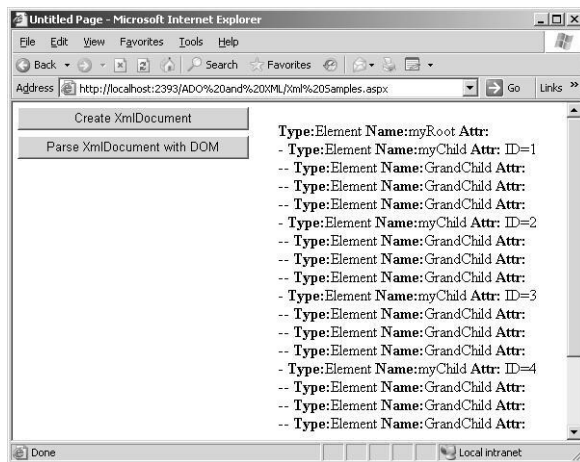 Untitled Page - Microsoft Internet Explorer
File Edit View Favorites Tools Help
Back Search Favorites
Address http://localhost:2393/ADO%20and%20XML/Xml%20Samples.aspx Go Links »
Create XmlDocument
Parse XmlDocument with DOM
Type:Element Name:myRoot Attr:
- Type:Element Name:myChild Attr: ID=1
-- Type:Element Name:GrandChild Attr:
-- Type:Element Name:GrandChild Attr:
-- Type:Element Name:GrandChild Attr:
- Type:Element Name:myChild Attr: ID=2
-- Type:Element Name:GrandChild Attr:
-- Type:Element Name:GrandChild Attr:
-- Type:Element Name:GrandChild Attr:
- Type:Element Name:myChild Attr: ID=3
-- Type:Element Name:GrandChild Attr:
-- Type:Element Name:GrandChild Attr:
-- Type:Element Name:GrandChild Attr:
- Type:Element Name:myChild Attr: ID=4
-- Type:Element Name:GrandChild Attr:
-- Type:Element Name:GrandChild Attr:
-- Type:Element Name:GrandChild Attr:
Done Local intranet